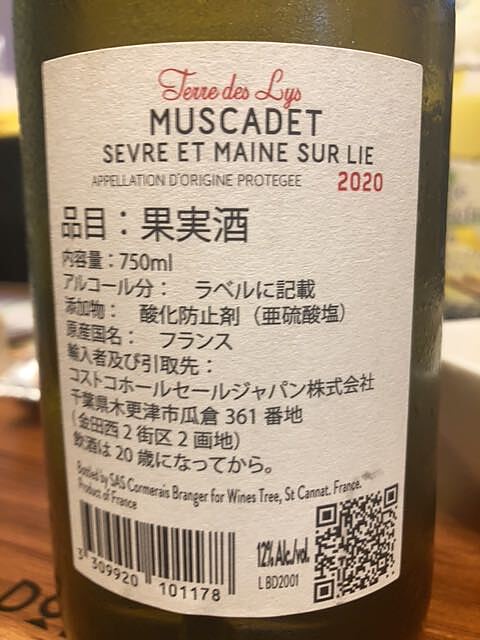 Terre des Lys
MUSCADET
SEVRE ET MAINE SUR LIE
APPELLATION D'ORIGINE PROTEGEE 2020
品目：果実酒
内容量：750ml
アルコール分： ラベルに記載
添加物： 酸化防止剤（亜硫酸塩）
原産国名： フランス
輸入者及び引取先：
コストコホールセールジャパン株式会社
千葉県木更津市瓜倉 361 番地
（金田西２街区２画地）
飲酒は 20 歳になってから。
Bottled by SAS Cormerais Branger for Wines Tree, St Cannat. France.
Product of France
12% Alc./vol.
L BD2001
3 309920 101178